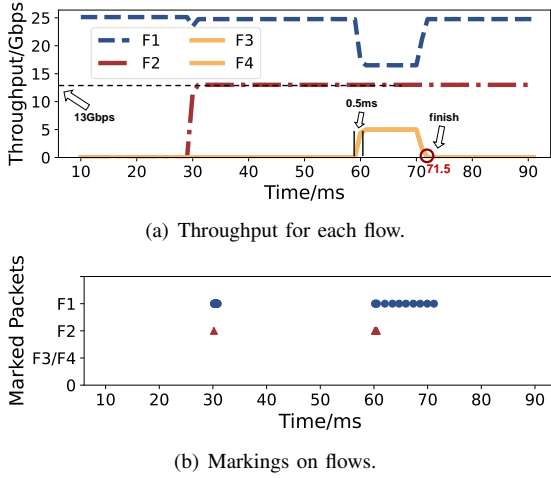 Throughput/Gbps
25
20
15
10
5
0
F1 F3
F2 F4
13Gbps
0.5ms
finish
71.5
10 20 30 40 50 60 70 80 90
Time/ms
(a) Throughput for each flow.
Marked Packets
F1
F2
F3/F4
0
10 20 30 40 50 60 70 80 90
Time/ms
(b) Markings on flows.